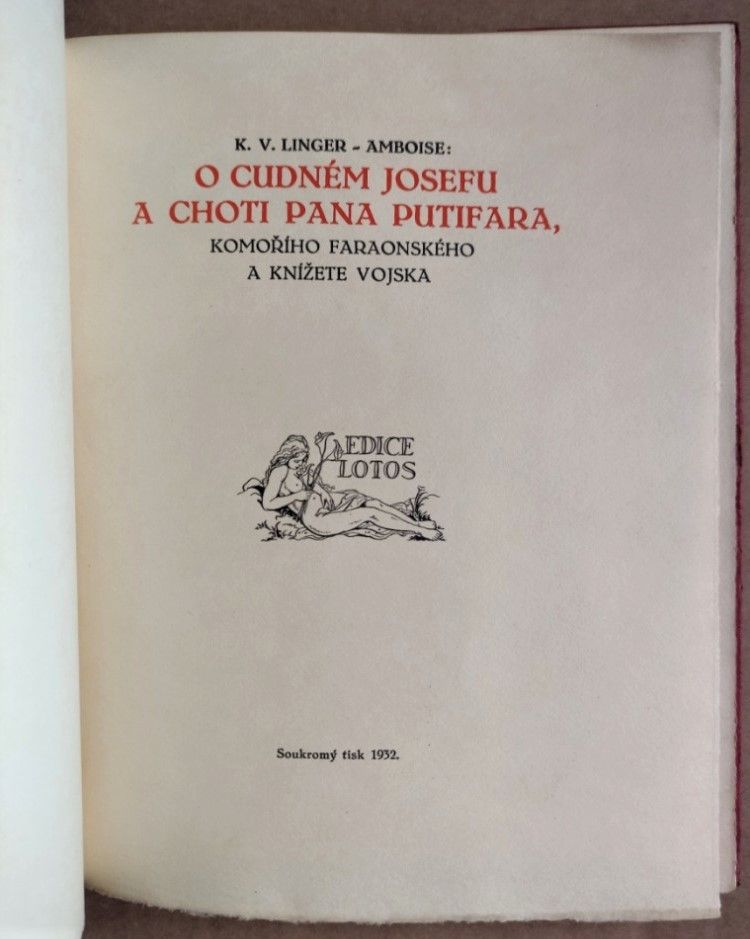 K. V. LINGER - AMBOISE:
O CUDNÉM JOSEFU
A CHOTI PANA PUTIFARA,
KOMOŘÍHO FARAONSKÉHO
A KNÍŽETE VOJSKA
EDICE
LOTOS
Soukromý tisk 1932.